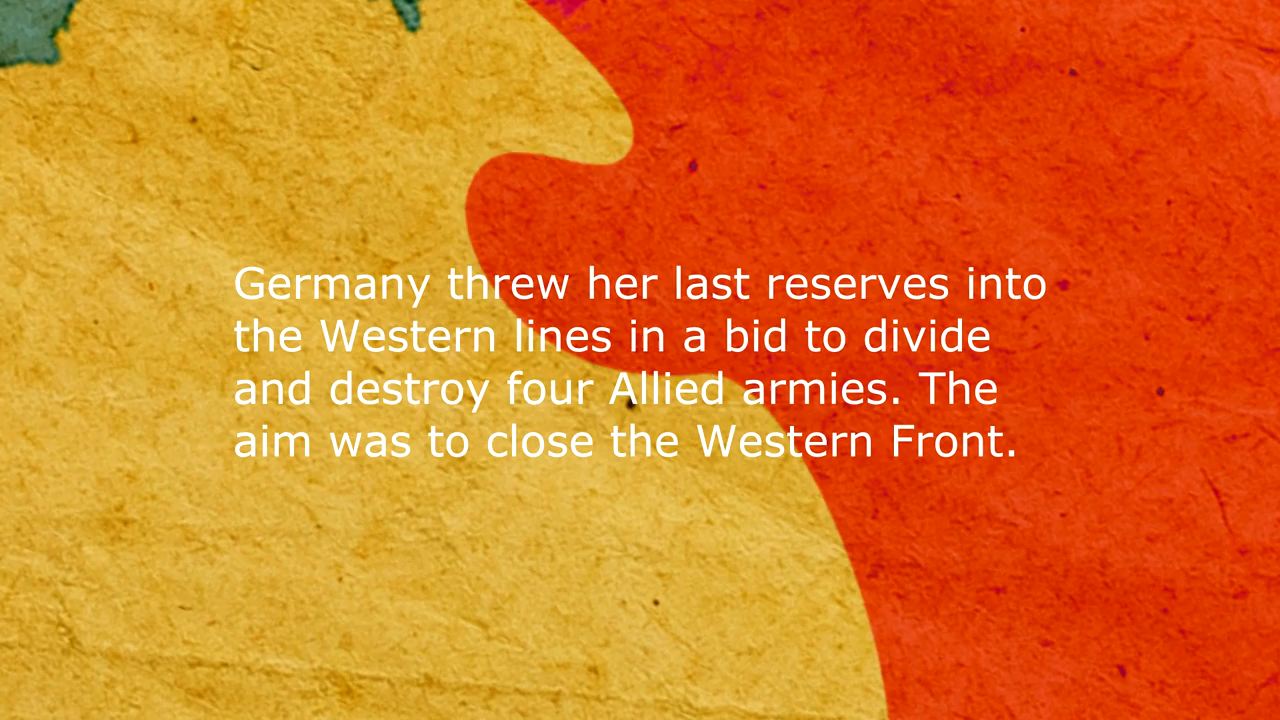 Germany threw her last reserves into
the Western lines in a bid to divide
and destroy four Allied armies. The
aim was to close the Western Front.